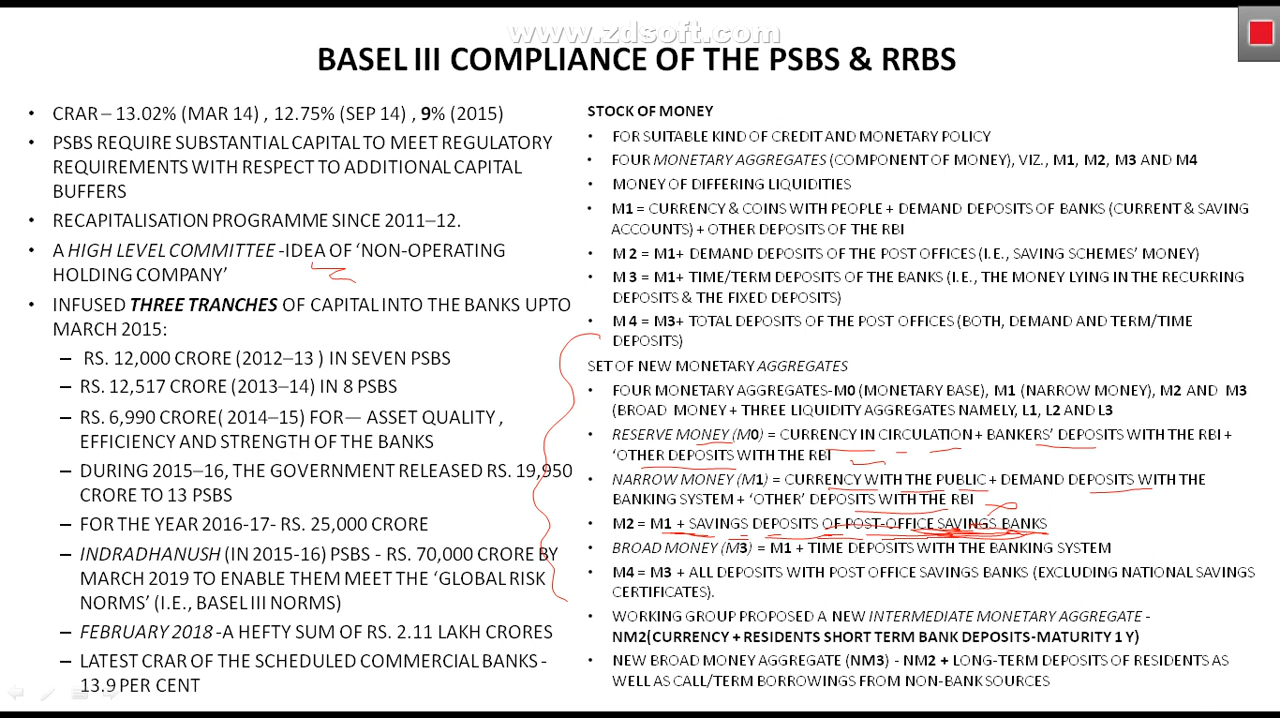 www.zdsoft.com
BASEL III COMPLIANCE OF THE PSBS & RRBS
• CRAR – 13.02% (MAR 14) , 12.75% (SEP 14) , 9% (2015)
• PSBS REQUIRE SUBSTANTIAL CAPITAL TO MEET REGULATORY
REQUIREMENTS WITH RESPECT TO ADDITIONAL CAPITAL
BUFFERS
• RECAPITALISATION PROGRAMME SINCE 2011–12.
• A HIGH LEVEL COMMITTEE -IDEA OF ‘NON-OPERATING
HOLDING COMPANY’
• INFUSED THREE TRANCHES OF CAPITAL INTO THE BANKS UPTO
MARCH 2015:
– RS. 12,000 CRORE (2012–13 ) IN SEVEN PSBS
– RS. 12,517 CRORE (2013–14) IN 8 PSBS
– RS. 6,990 CRORE( 2014–15) FOR— ASSET QUALITY ,
EFFICIENCY AND STRENGTH OF THE BANKS
– DURING 2015–16, THE GOVERNMENT RELEASED RS. 19,950
CRORE TO 13 PSBS
– FOR THE YEAR 2016-17- RS. 25,000 CRORE
– INDRADHANUSH (IN 2015-16) PSBS - RS. 70,000 CRORE BY
MARCH 2019 TO ENABLE THEM MEET THE ‘GLOBAL RISK
NORMS’ (I.E., BASEL III NORMS)
– FEBRUARY 2018 -A HEFTY SUM OF RS. 2.11 LAKH CRORES
– LATEST CRAR OF THE SCHEDULED COMMERCIAL BANKS -
13.9 PER CENT
STOCK OF MONEY
• FOR SUITABLE KIND OF CREDIT AND MONETARY POLICY
• FOUR MONETARY AGGREGATES (COMPONENT OF MONEY), VIZ., M1, M2, M3 AND M4
• MONEY OF DIFFERING LIQUIDITIES
• M1 = CURRENCY & COINS WITH PEOPLE + DEMAND DEPOSITS OF BANKS (CURRENT & SAVING
ACCOUNTS) + OTHER DEPOSITS OF THE RBI
• M 2 = M1+ DEMAND DEPOSITS OF THE POST OFFICES (I.E., SAVING SCHEMES’ MONEY)
• M 3 = M1+ TIME/TERM DEPOSITS OF THE BANKS (I.E., THE MONEY LYING IN THE RECURRING
DEPOSITS & THE FIXED DEPOSITS)
• M 4 = M3+ TOTAL DEPOSITS OF THE POST OFFICES (BOTH, DEMAND AND TERM/TIME
DEPOSITS)
SET OF NEW MONETARY AGGREGATES
• FOUR MONETARY AGGREGATES-M0 (MONETARY BASE), M1 (NARROW MONEY), M2 AND M3
(BROAD MONEY + THREE LIQUIDITY AGGREGATES NAMELY, L1, L2 AND L3
• RESERVE MONEY (M0) = CURRENCY IN CIRCULATION + BANKERS’ DEPOSITS WITH THE RBI +
‘OTHER DEPOSITS WITH THE RBI
• NARROW MONEY (M1) = CURRENCY WITH THE PUBLIC + DEMAND DEPOSITS WITH THE
BANKING SYSTEM + ‘OTHER’ DEPOSITS WITH THE RBI
• M2 = M1 + SAVINGS DEPOSITS OF POST-OFFICE SAVINGS BANKS
• BROAD MONEY (M3) = M1 + TIME DEPOSITS WITH THE BANKING SYSTEM
• M4 = M3 + ALL DEPOSITS WITH POST OFFICE SAVINGS BANKS (EXCLUDING NATIONAL SAVINGS
CERTIFICATES).
• WORKING GROUP PROPOSED A NEW INTERMEDIATE MONETARY AGGREGATE -
NM2(CURRENCY + RESIDENTS SHORT TERM BANK DEPOSITS-MATURITY 1 Y)
• NEW BROAD MONEY AGGREGATE (NM3) - NM2 + LONG-TERM DEPOSITS OF RESIDENTS AS
WELL AS CALL/TERM BORROWINGS FROM NON-BANK SOURCES